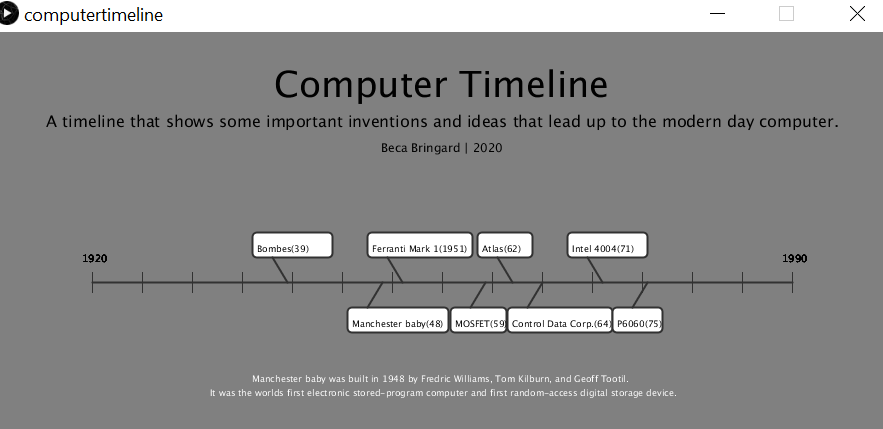 computertimeline
Computer Timeline
A timeline that shows some important inventions and ideas that lead up to the modern day computer.
Beca Bringard | 2020
Bombes(39)
Ferranti Mark 1(1951)
Atlas(62)
Intel 4004(71)
1920
1990
Manchester baby(48)
MOSFET(59)
Control Data Corp.(64)
P6060(75)
Manchester baby was built in 1948 by Fredric Williams, Tom Kilburn, and Geoff Tootil.
It was the worlds first electronic stored-program computer and first random-access digital storage device.